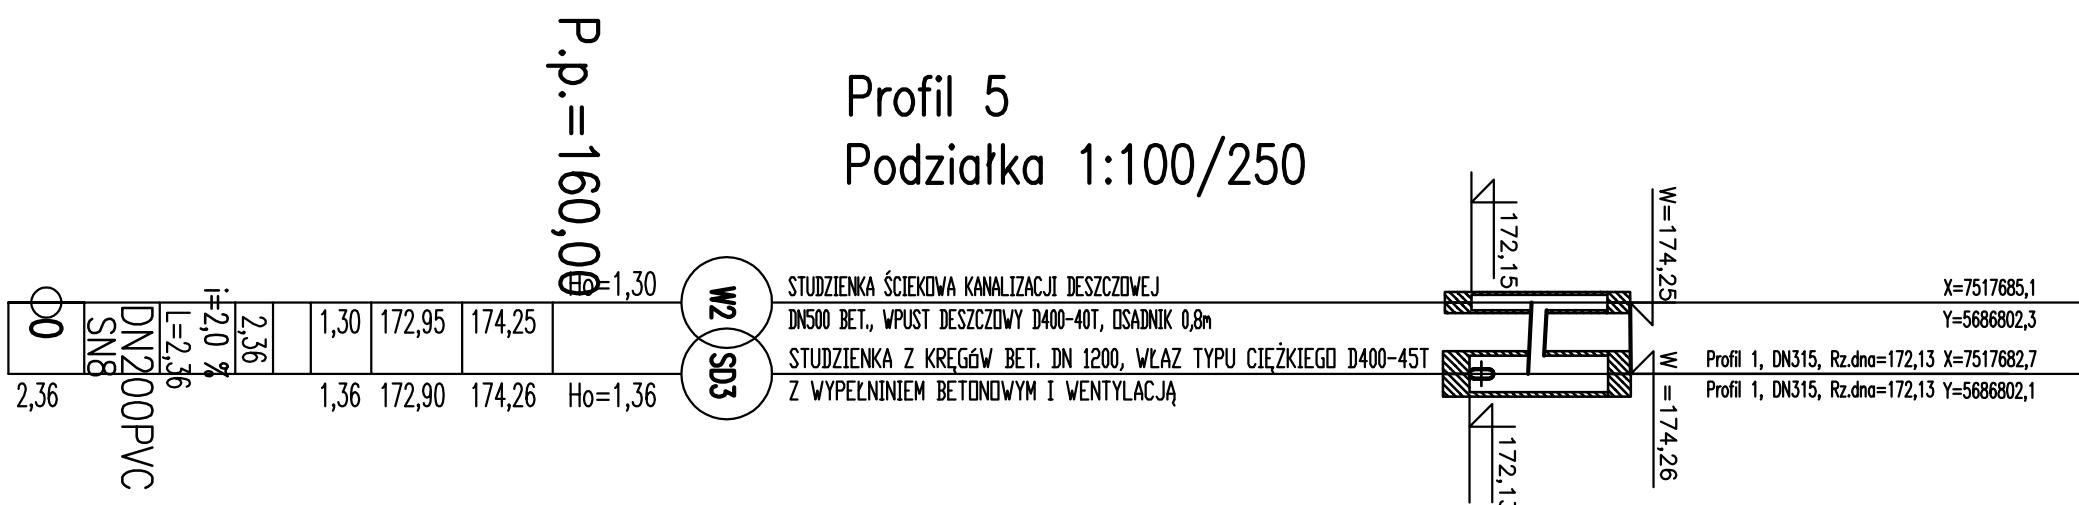 Profil 5
Podziałka 1:100/250
P.p.=160,00
Ho=1,30
W2
STUDZIENKA ŚCIEKOWA KANALIZACJI DESZCZOWEJ
DN500 BET., WPUST DESZCZOWY D400-40T, OSADNIK 0,8m
SD3
STUDZIENKA Z KRĘGóW BET. DN 1200, WŁAZ TYPU CIĘŻKIEGO D400-45T
Z WYPEŁNINIEM BETONOWYM I WENTYLACJĄ
Ho=1,36
172,15
W=174,25
172,13
W =174,26
X=7517685,1
Y=5686802,3
Profil 1, DN315, Rz.dna=172,13 X=7517682,7
Profil 1, DN315, Rz.dna=172,13 Y=5686802,1
0
DN200PVC
SN8
L=2,36
i=2,0 %
2,36
1,30 172,95 174,25
2,36 1,36 172,90 174,26